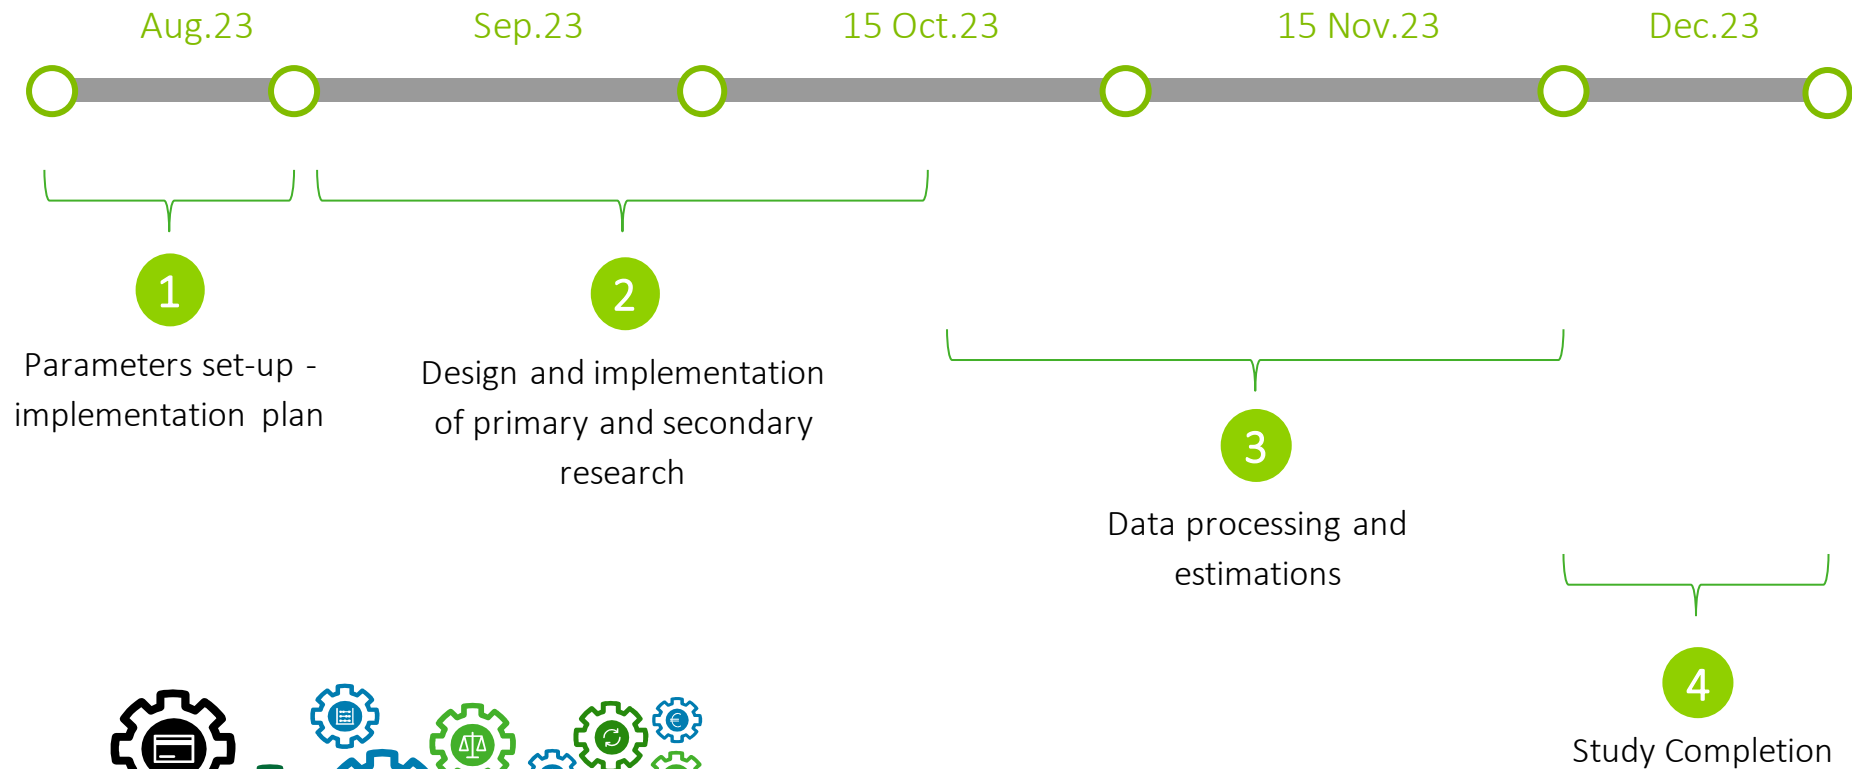 Aug.23
Sep.23
15 Oct.23
15 Nov.23
Dec.23
1
Parameters set-up -
implementation plan
2
Design and implementation
of primary and secondary
research
3
Data processing and
estimations
4
Study Completion
€